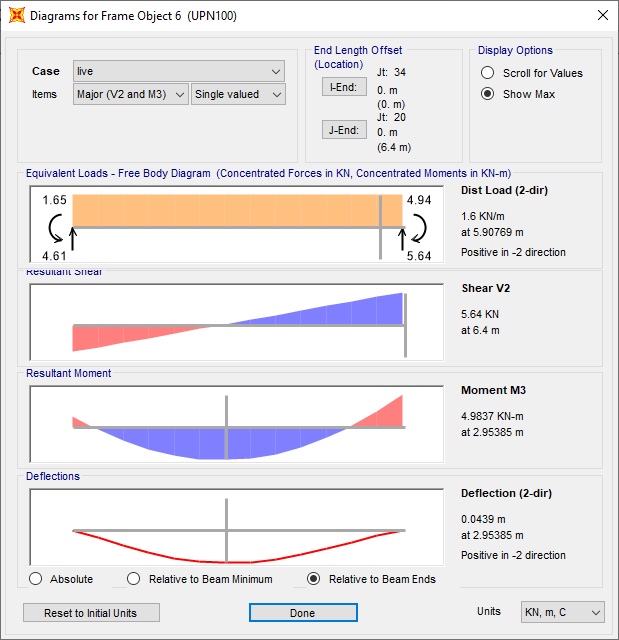 Diagrams for Frame Object 6 (UPN100)
Case
live
Items
Major (V2 and M3)
Single valued
End Length Offset
(Location)
I-End:
Jt: 34
0. m
(0. m)
J-End:
Jt: 20
0. m
(6.4 m)
Display Options
Scroll for Values
Show Max
Equivalent Loads - Free Body Diagram (Concentrated Forces in KN, Concentrated Moments in KN-m)
1.65
4.94
4.61
5.64
Dist Load (2-dir)
1.6 KN/m
at 5.90769 m
Positive in -2 direction
Resultant Shear
Shear V2
5.64 KN
at 6.4 m
Resultant Moment
Moment M3
4.9837 KN-m
at 2.95385 m
Deflections
Deflection (2-dir)
0.0439 m
at 2.95385 m
Positive in -2 direction
Absolute
Relative to Beam Minimum
Relative to Beam Ends
Reset to Initial Units
Done
Units
KN, m, C